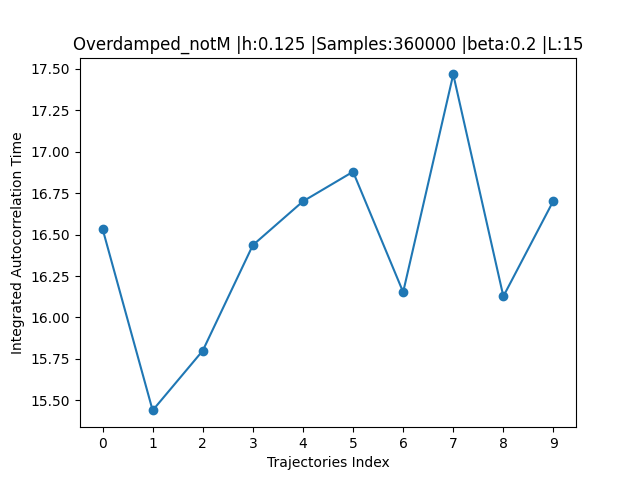 Overdamped_notM |h:0.125 |Samples:360000 |beta:0.2 |L:15
Integrated Autocorrelation Time
17.50
17.25
17.00
16.75
16.50
16.25
16.00
15.75
15.50
0 1 2 3 4 5 6 7 8 9
Trajectories Index